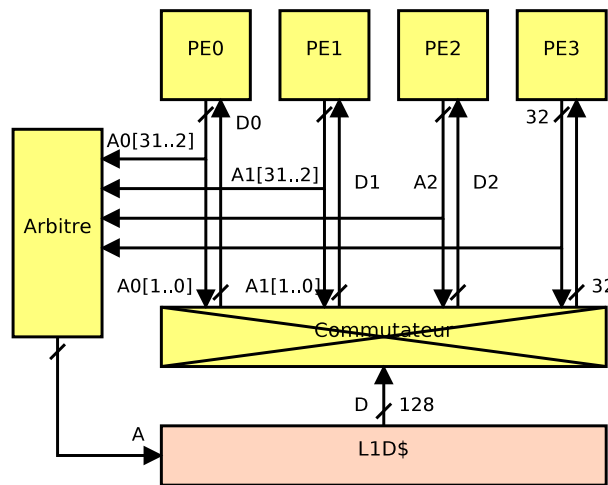 PE0 PE1 PE2 PE3
D0 32
A0[31..2]
A1[31..2] D1 A2 D2
Arbitre
A0[1..0] A1[1..0] 32
Commutateur
D 128
A
L1D$